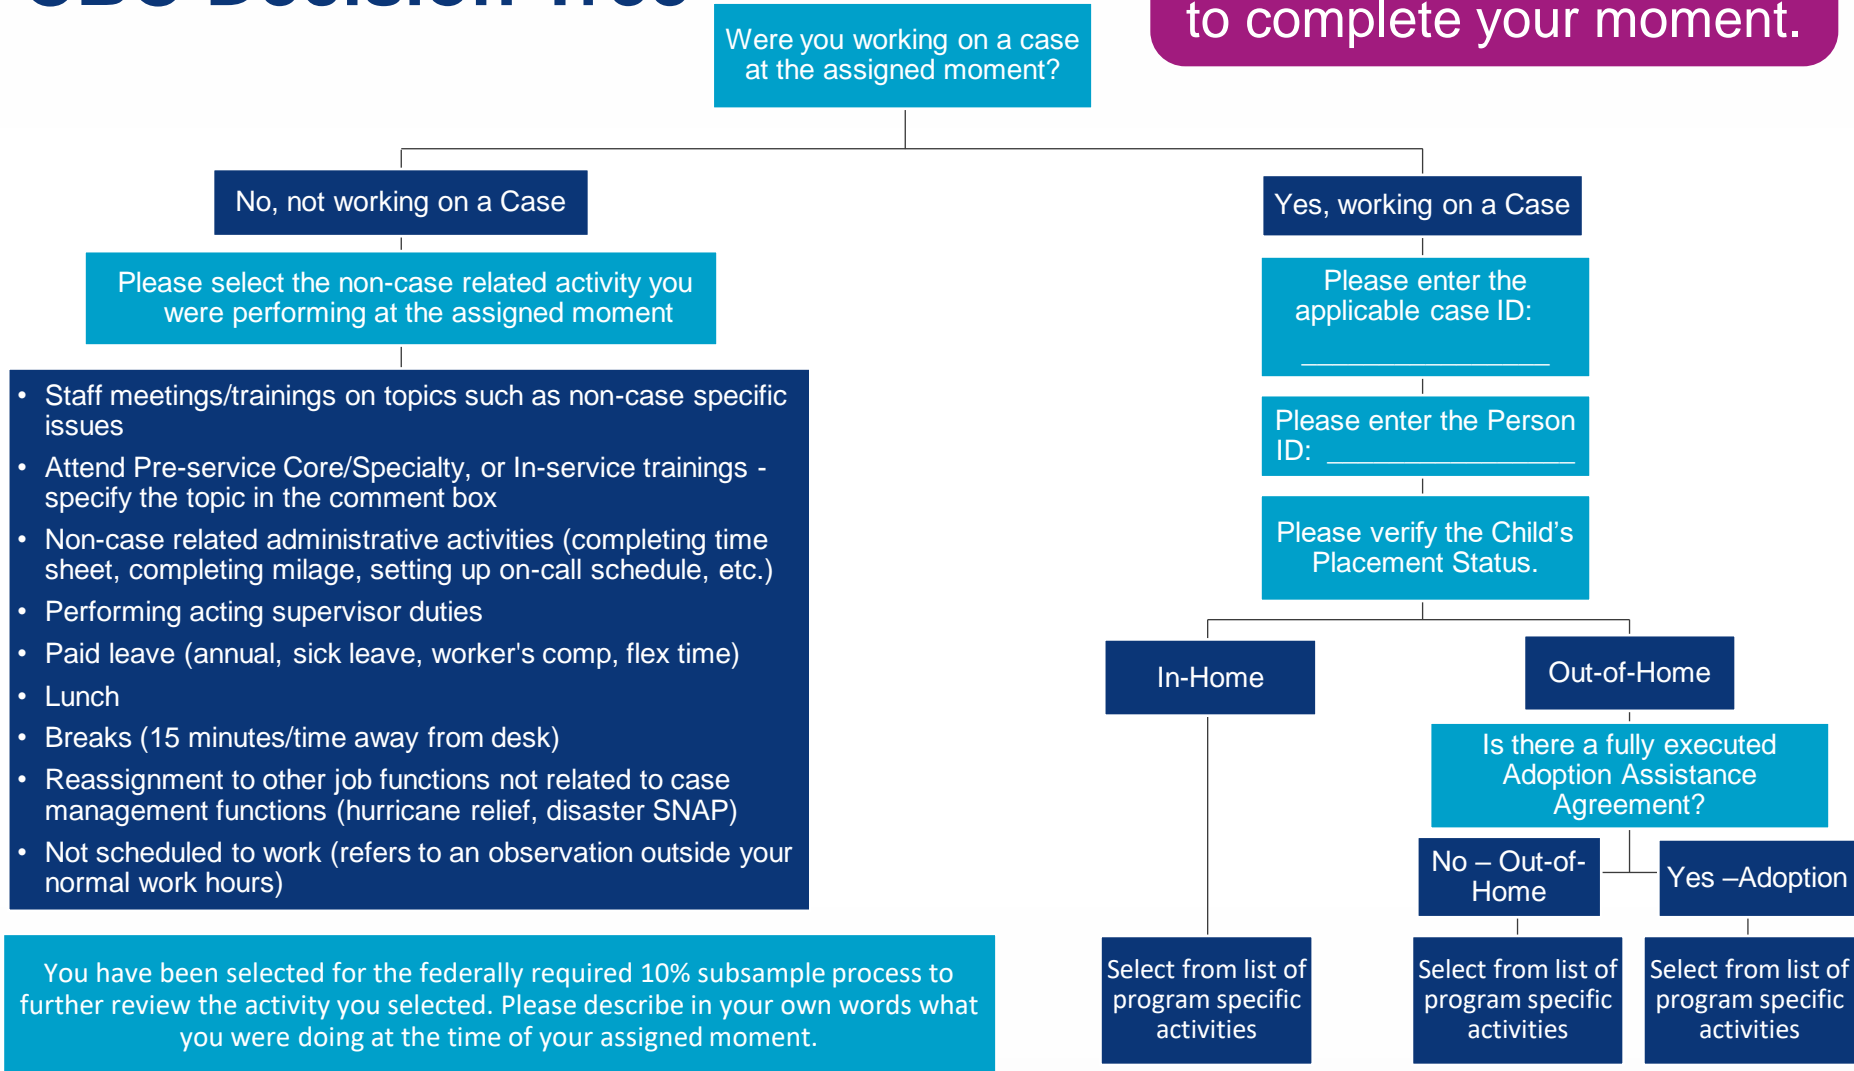 CBC Decision Tree
to complete your moment.
Were you working on a case
at the assigned moment?
No, not working on a Case
Please select the non-case related activity you
were performing at the assigned moment
• Staff meetings/trainings on topics such as non-case specific
issues
• Attend Pre-service Core/Specialty, or In-service trainings -
specify the topic in the comment box
• Non-case related administrative activities (completing time
sheet, completing milage, setting up on-call schedule, etc.)
• Performing acting supervisor duties
• Paid leave (annual, sick leave, worker's comp, flex time)
• Lunch
• Breaks (15 minutes/time away from desk)
• Reassignment to other job functions not related to case
management functions (hurricane relief, disaster SNAP)
• Not scheduled to work (refers to an observation outside your
normal work hours)
You have been selected for the federally required 10% subsample process to
further review the activity you selected. Please describe in your own words what
you were doing at the time of your assigned moment.
Yes, working on a Case
Please enter the
applicable case ID:
_________________
Please enter the Person
ID: _________________
Please verify the Child’s
Placement Status.
In-Home
Select from list of
program specific
activities
Out-of-Home
Is there a fully executed
Adoption Assistance
Agreement?
No – Out-of-
Home
Select from list of
program specific
activities
Yes –Adoption
Select from list of
program specific
activities